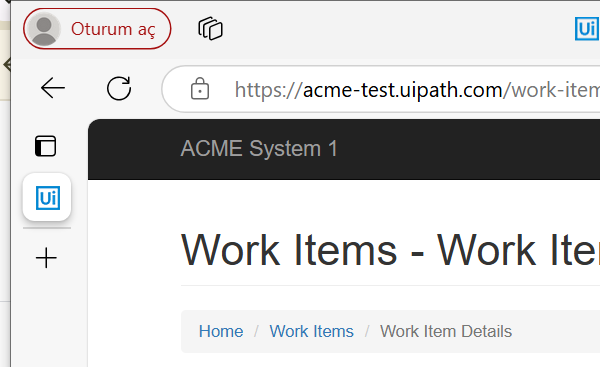 Oturum aç
Ui
https://acme-test.uipath.com/work-item
ACME System 1
Ui
Work Items - Work Ite
Home / Work Items / Work Item Details